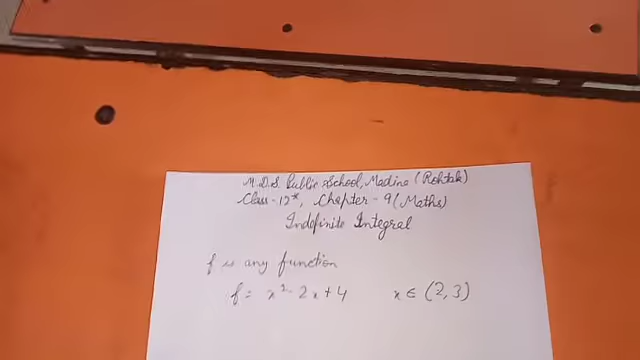 M.D.S. Public School, Madina (Rohtak)
Class-12th, Chapter-9 (Maths)
Indefinite Integral
f is any function
f = x² - 2x + 4 x ∈ (2, 3)